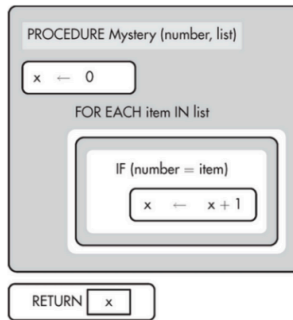 PROCEDURE Mystery (number, list)
x ← 0
FOR EACH item IN list
IF (number = item)
x ← x + 1
RETURN x